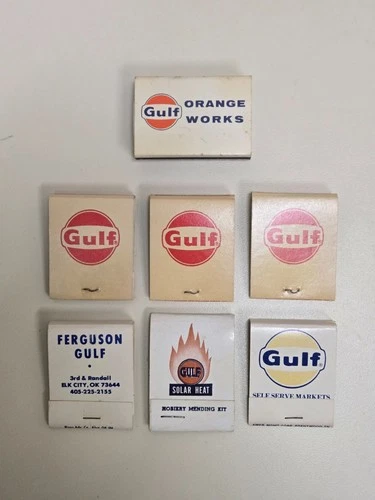 Gulf ORANGE
WORKS
Gulf
Gulf
Gulf
FERGUSON
GULF
3rd & Randall
ELK CITY, OK 73644
405-225-2155
GULF
SOLAR HEAT
HOSIERY MENDING KIT
Gulf
SELF SERVE MARKETS